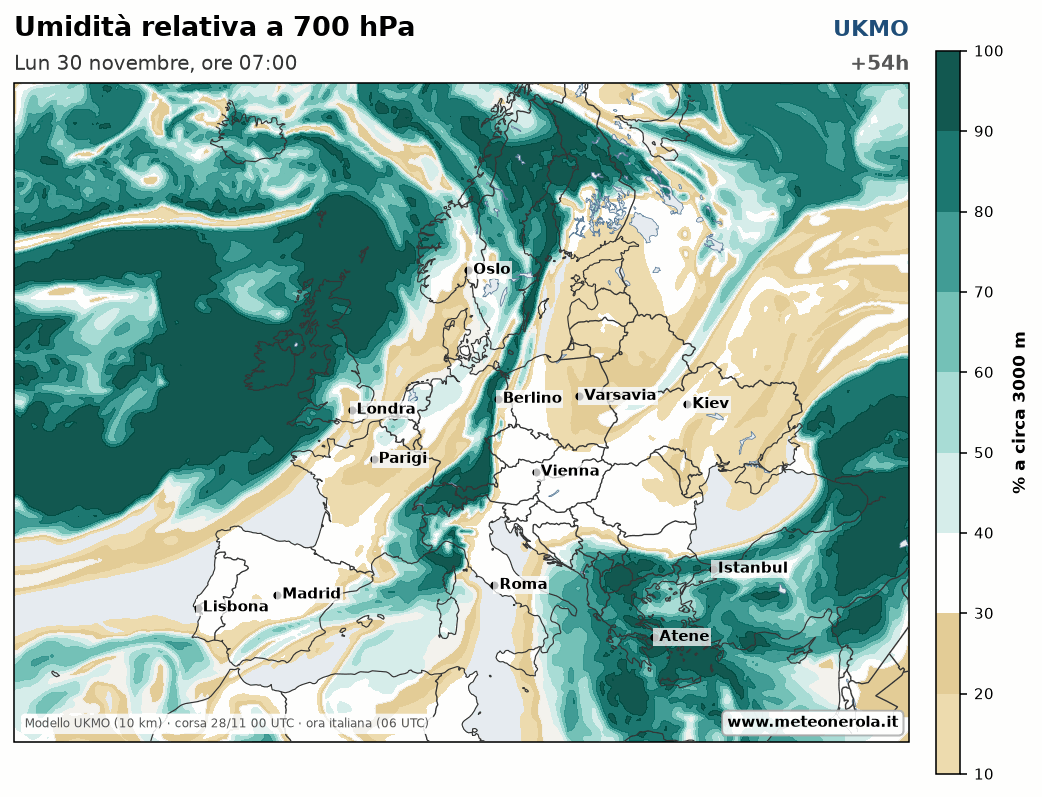 Umidità relativa a 700 hPa
UKMO
Lun 30 novembre, ore 07:00
+54h
100
90
80
70
60
50
40
30
20
10
% a circa 3000 m
Oslo
Londra
Berlino
Varsavia
Kiev
Parigi
Vienna
Istanbul
Roma
Madrid
Lisbona
Atene
Modello UKMO (10 km) · corsa 28/11 00 UTC · ora italiana (06 UTC)
www.meteonerola.it